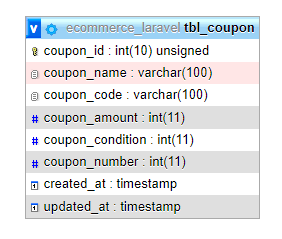 v ecommerce_laravel tbl_coupon
coupon_id : int(10) unsigned
coupon_name : varchar(100)
coupon_code : varchar(100)
# coupon_amount : int(11)
# coupon_condition : int(11)
# coupon_number : int(11)
created_at : timestamp
updated_at : timestamp